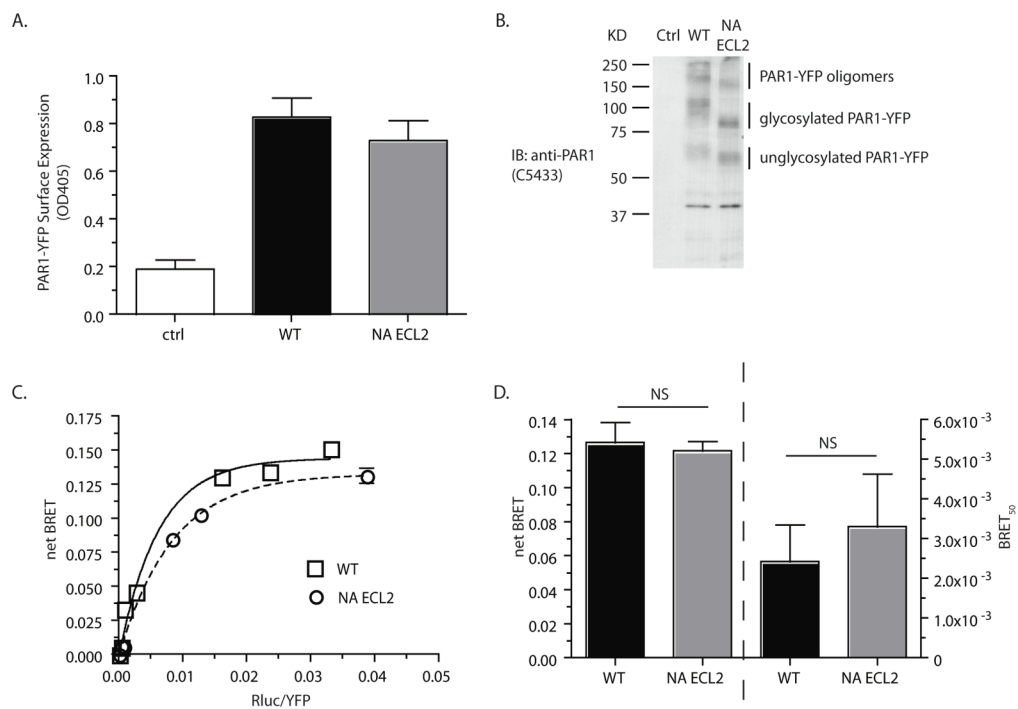 A.
PAR1-YFP Surface Expression
(OD405)
1.0
0.8
0.6
0.4
0.2
0.0
ctrl WT NA ECL2
B.
KD Ctrl WT NA
ECL2
250
150
100
75
50
37
IB: anti-PAR1
(C5433)
PAR1-YFP oligomers
glycosylated PAR1-YFP
unglycosylated PAR1-YFP
C.
net BRET
0.175
0.150
0.125
0.100
0.075
0.050
0.025
0.000
0.00 0.01 0.02 0.03 0.04 0.05
Rluc/YFP
WT
NA ECL2
D.
net BRET
0.14
0.12
0.10
0.08
0.06
0.04
0.02
0.00
NS
NS
WT NA ECL2 WT NA ECL2
6.0x10⁻³
5.0x10⁻³
4.0x10⁻³
3.0x10⁻³
2.0x10⁻³
1.0x10⁻³
0
BRET₅₀